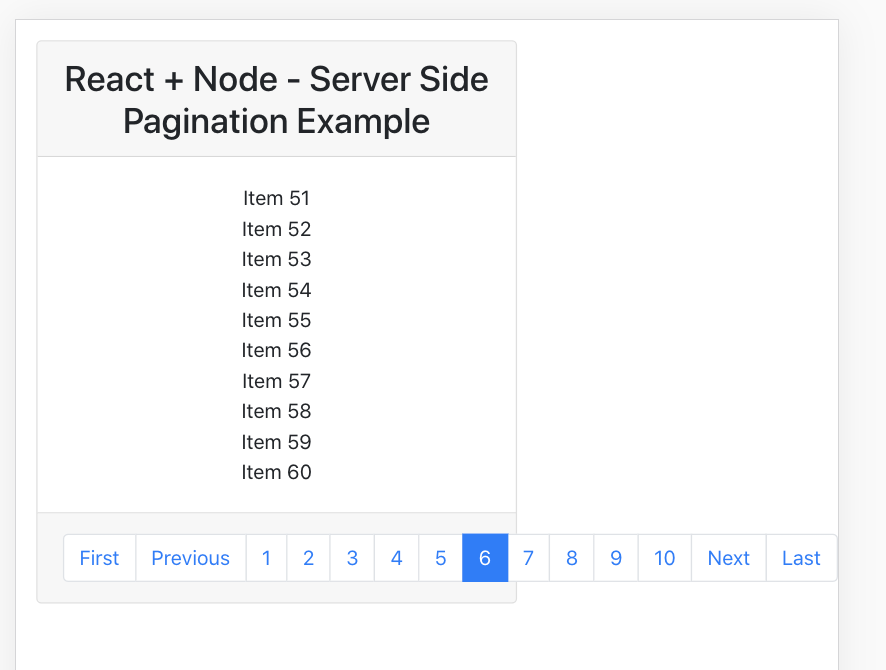 React + Node - Server Side
Pagination Example
Item 51
Item 52
Item 53
Item 54
Item 55
Item 56
Item 57
Item 58
Item 59
Item 60
First Previous 1 2 3 4 5 6 7 8 9 10 Next Last